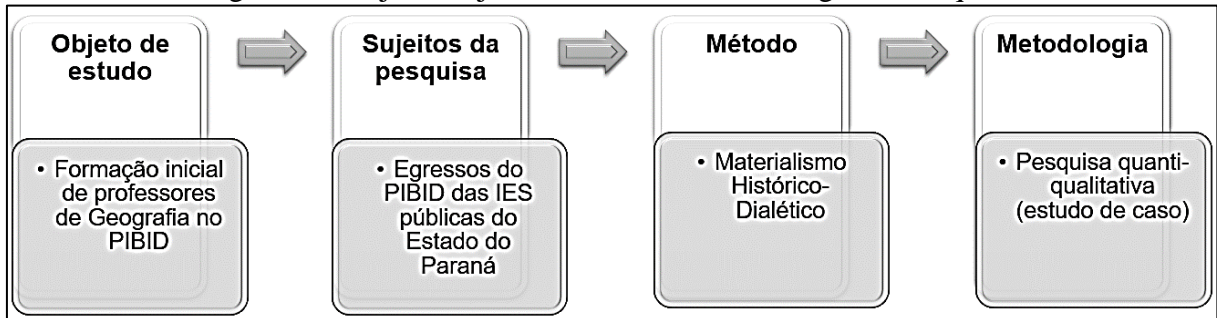 Objeto de
estudo
• Formação inicial
de professores
de Geografia no
PIBID
Sujeitos da
pesquisa
• Egressos do
PIBID das IES
públicas do
Estado do
Paraná
Método
• Materialismo
Histórico-
Dialético
Metodologia
• Pesquisa quanti-
qualitativa
(estudo de caso)